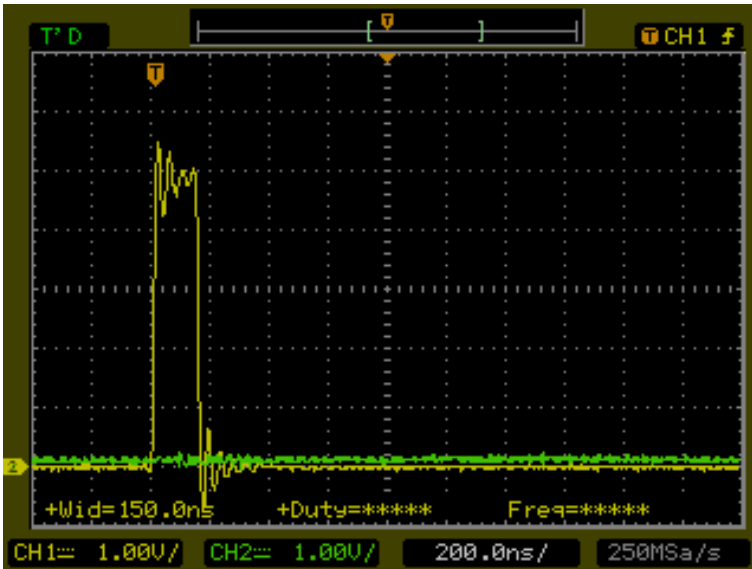 T'D T CH1
T
2
+Wid=150.0ns +Duty=***** Freq=*****
CH1 1.00V/ CH2 1.00V/ 200.0ns/ 250MSa/s